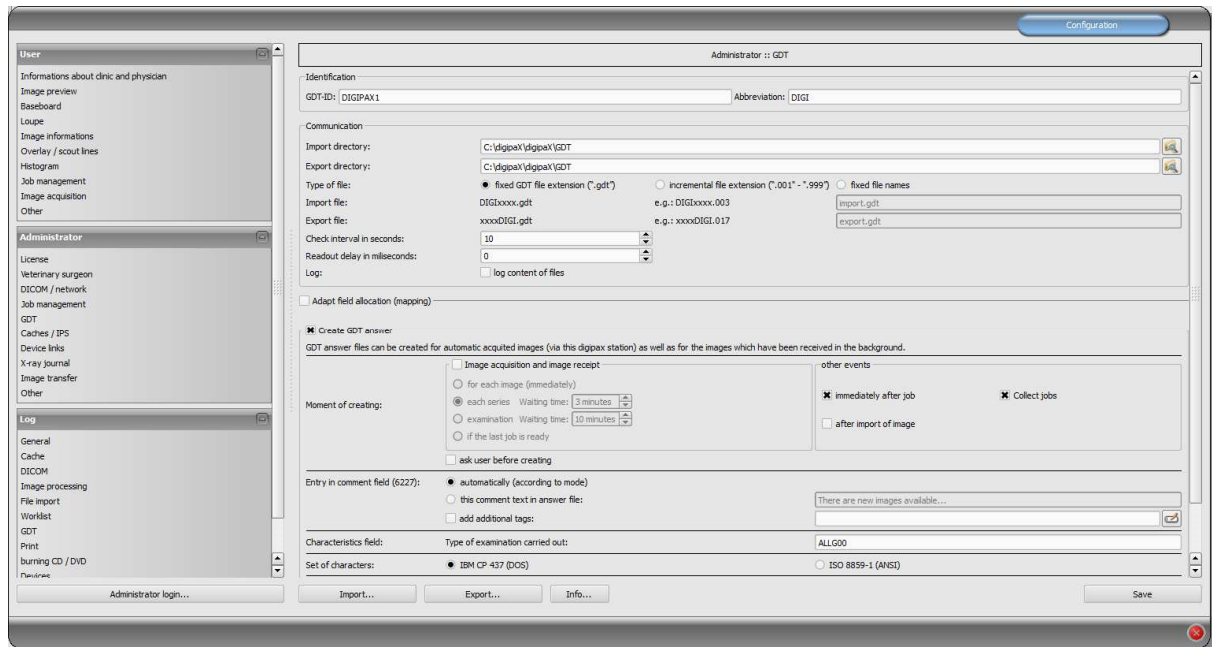 Configuration
User
Informations about clinic and physician
Image preview
Baseboard
Loupe
Image informations
Overlay / scout lines
Histogram
Job management
Image acquisition
Other
Administrator
License
Veterinary surgeon
DICOM / network
Job management
GDT
Caches / IPS
Device links
X-ray journal
Image transfer
Other
Log
General
Cache
DICOM
Image processing
File import
Worklist
GDT
Print
burning CD / DVD
Devices
Administrator login...
Administrator :: GDT
Identification
GDT-ID: DIGIPAX1 Abbreviation: DIGI
Communication
Import directory: C:\digipaX\digipaX\GDT
Export directory: C:\digipaX\digipaX\GDT
Type of file: fixed GDT file extension (".gdt") incremental file extension (".001" - ".999") fixed file names
Import file: DIGIxxxx.gdt e.g.: DIGIxxxx.003 import.gdt
Export file: xxxxDIGI.gdt e.g.: xxxxDIGI.017 export.gdt
Check interval in seconds: 10
Readout delay in miliseconds: 0
Log: log content of files
Adapt field allocation (mapping)
Create GDT answer
GDT answer files can be created for automatic acquited images (via this digipax station) as well as for the images which have been received in the background.
Moment of creating:
Image acquisition and image receipt
for each image (immediately)
each series Waiting time: 3 minutes
examination Waiting time: 10 minutes
if the last job is ready
other events
immediately after job Collect jobs
after import of image
ask user before creating
Entry in comment field (6227): automatically (according to mode)
this comment text in answer file: There are new images available...
add additional tags:
Characteristics field: Type of examination carried out: ALLG00
Set of characters: IBM CP 437 (DOS) ISO 8859-1 (ANSI)
Import... Export... Info... Save